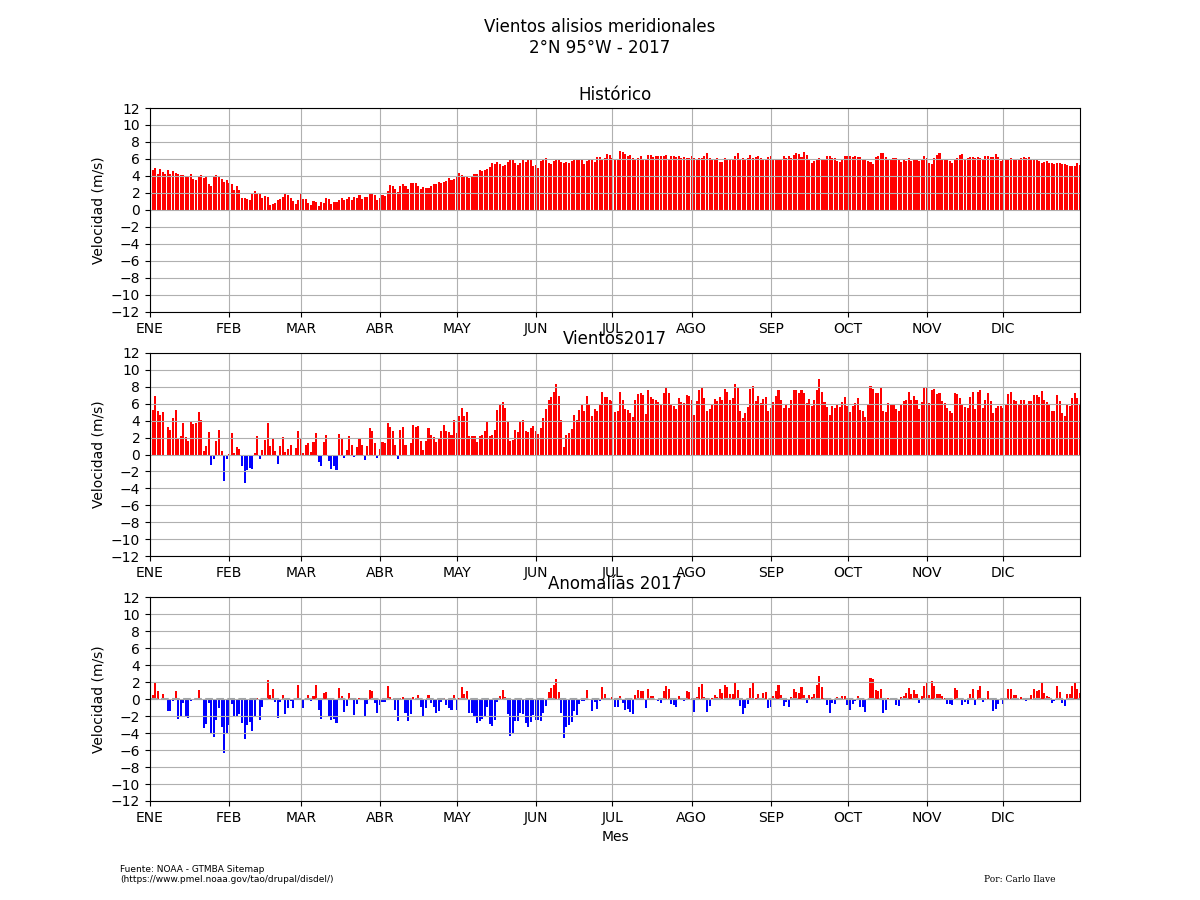 Vientos alisios meridionales
2°N 95°W - 2017
Histórico
12
10
8
6
4
2
0
−2
−4
−6
−8
−10
−12
Velocidad (m/s)
ENE FEB MAR ABR MAY JUN JUL AGO SEP OCT NOV DIC
Vientos2017
12
10
8
6
4
2
0
−2
−4
−6
−8
−10
−12
Velocidad (m/s)
ENE FEB MAR ABR MAY JUN JUL AGO SEP OCT NOV DIC
Anomalías 2017
12
10
8
6
4
2
0
−2
−4
−6
−8
−10
−12
Velocidad (m/s)
ENE FEB MAR ABR MAY JUN JUL AGO SEP OCT NOV DIC
Mes
Fuente: NOAA - GTMBA Sitemap
(https://www.pmel.noaa.gov/tao/drupal/disdel/)
Por: Carlo Ilave